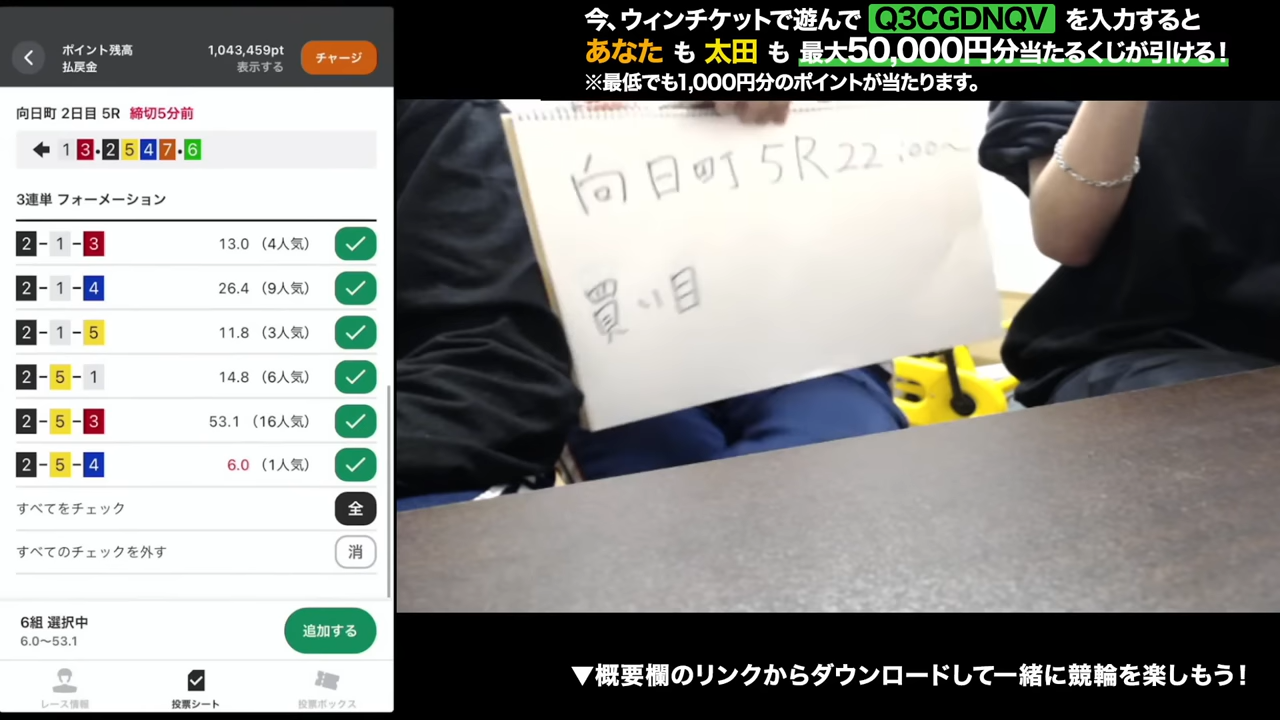 今、ウィンチケットで遊んで Q3CGDNQV を入力すると
あなた も 太田 も 最大50,000円分当たるくじが引ける!
※最低でも1,000円分のポイントが当たります。
ポイント残高 1,043,459pt
払戻金 表示する
チャージ
向日町 2日目 5R 締切5分前
1 3・2 5 4 7・6
3連単 フォーメーション
2-1-3 13.0 (4人気)
2-1-4 26.4 (9人気)
2-1-5 11.8 (3人気)
2-5-1 14.8 (6人気)
2-5-3 53.1 (16人気)
2-5-4 6.0 (1人気)
すべてをチェック 全
すべてのチェックを外す 消
6組 選択中
6.0〜53.1
追加する
レース情報 投票シート 投票ボックス
向日町 5R 22:00〜
買い目
▼概要欄のリンクからダウンロードして一緒に競輪を楽しもう!